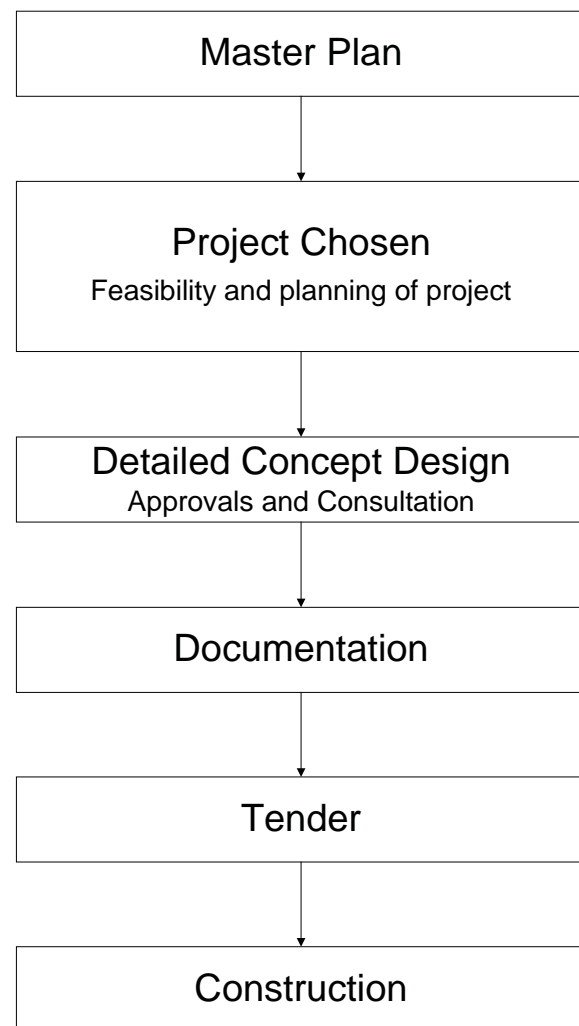 Master Plan
Project Chosen
Feasibility and planning of project
Detailed Concept Design
Approvals and Consultation
Documentation
Tender
Construction